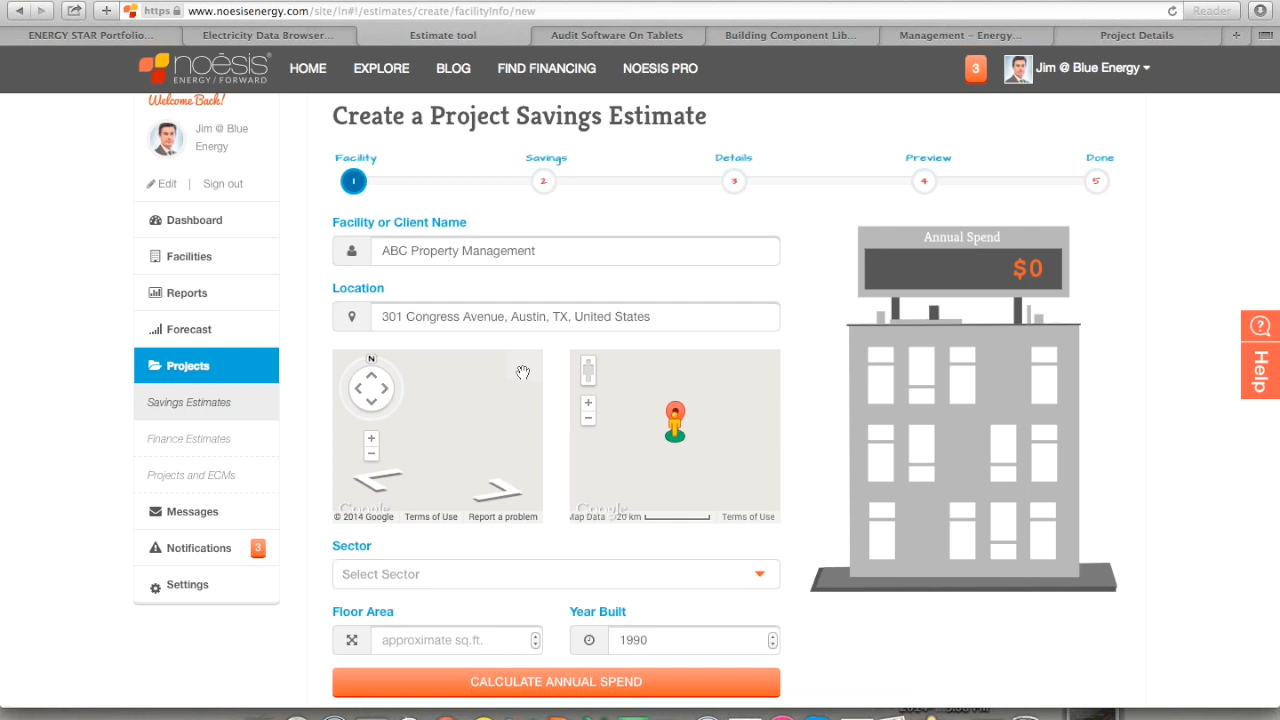 https www.noesisenergy.com/site/ln#!/estimates/create/facilityInfo/new
Reader
ENERGY STAR Portfolio...
Electricity Data Browser...
Estimate tool
Audit Software On Tablets
Building Component Lib...
Management – Energy...
Project Details
noēsis
ENERGY/FORWARD
HOME
EXPLORE
BLOG
FIND FINANCING
NOESIS PRO
3
Jim @ Blue Energy
Welcome Back!
Jim @ Blue
Energy
Edit | Sign out
Dashboard
Facilities
Reports
Forecast
Projects
Savings Estimates
Finance Estimates
Projects and ECMs
Messages
Notifications 3
Settings
Create a Project Savings Estimate
Facility
Savings
Details
Preview
Done
1
2
3
4
5
Facility or Client Name
ABC Property Management
Location
301 Congress Avenue, Austin, TX, United States
N
Google
© 2014 Google Terms of Use Report a problem
Google
Map Data 20 km Terms of Use
Sector
Select Sector
Floor Area
approximate sq.ft.
Year Built
1990
CALCULATE ANNUAL SPEND
Annual Spend
$0
Help